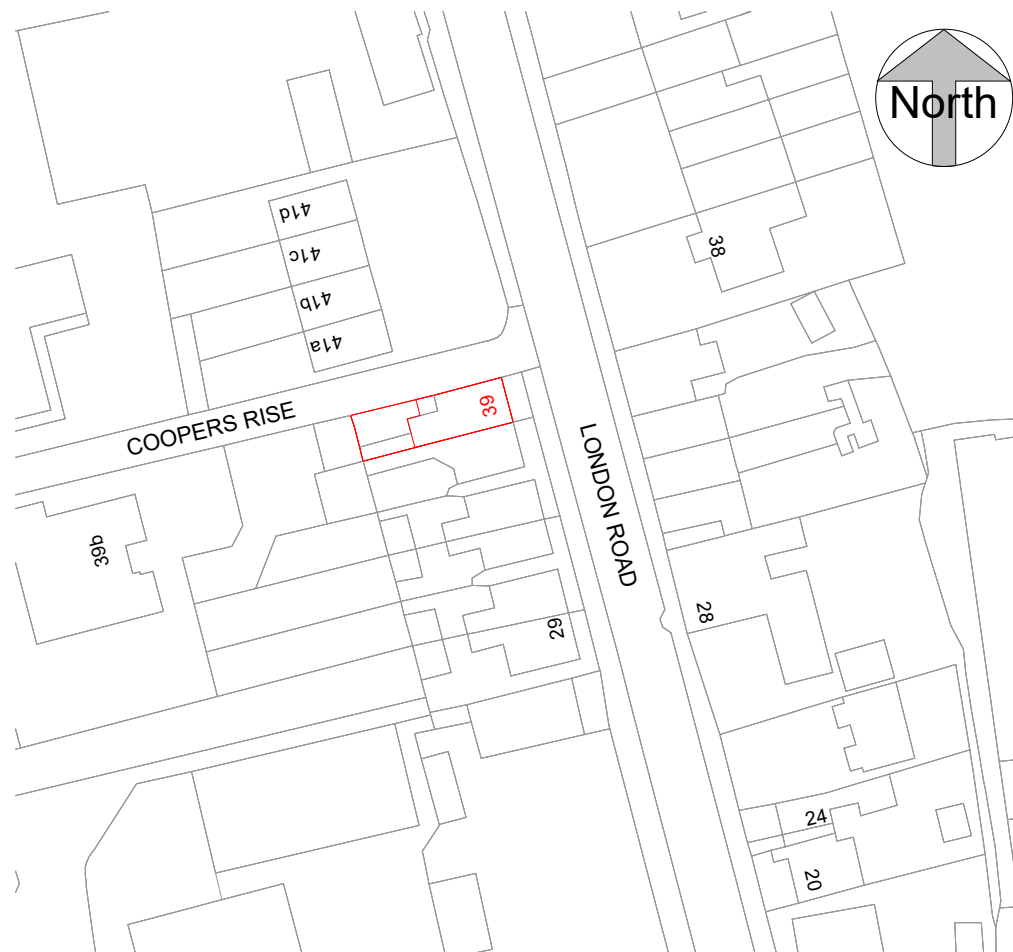 North
41d
41c
41b
41a
38
39
COOPERS RISE
LONDON ROAD
39b
29
28
24
20